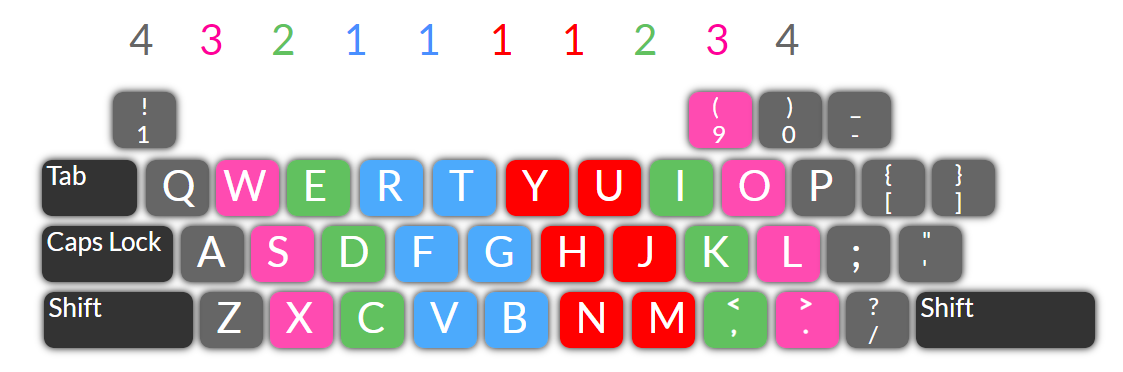 4 3 2 1 1 1 1 2 3 4
! ( ) _
1 9 0 -
Tab Q W E R T Y U I O P { [ } ]
Caps Lock A S D F G H J K L ; " '
Shift Z X C V B N M < , > . ? / Shift